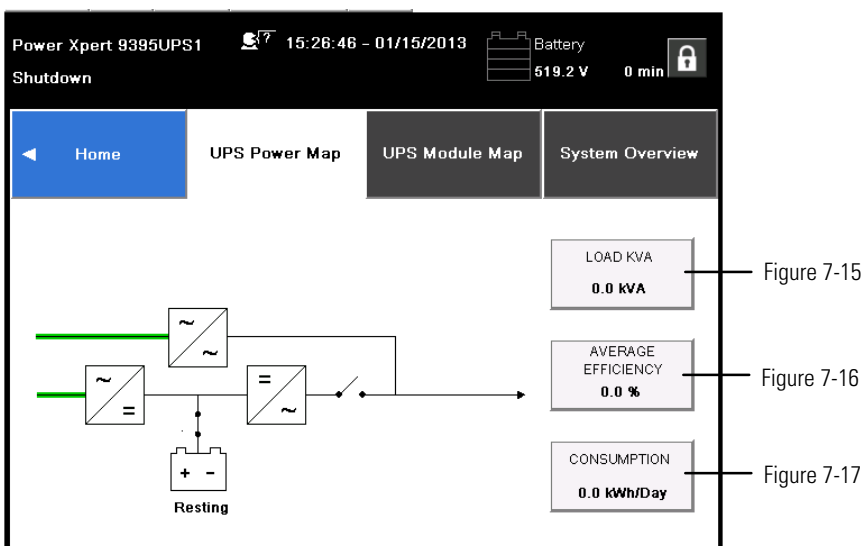 Power Xpert 9395UPS1
? 15:26:46 - 01/15/2013
Battery
Shutdown
519.2 V 0 min
Home
UPS Power Map
UPS Module Map
System Overview
LOAD KVA
0.0 kVA
Figure 7-15
AVERAGE
EFFICIENCY
0.0 %
Figure 7-16
CONSUMPTION
0.0 kWh/Day
Figure 7-17
~
~
~
=
=
~
+ -
Resting